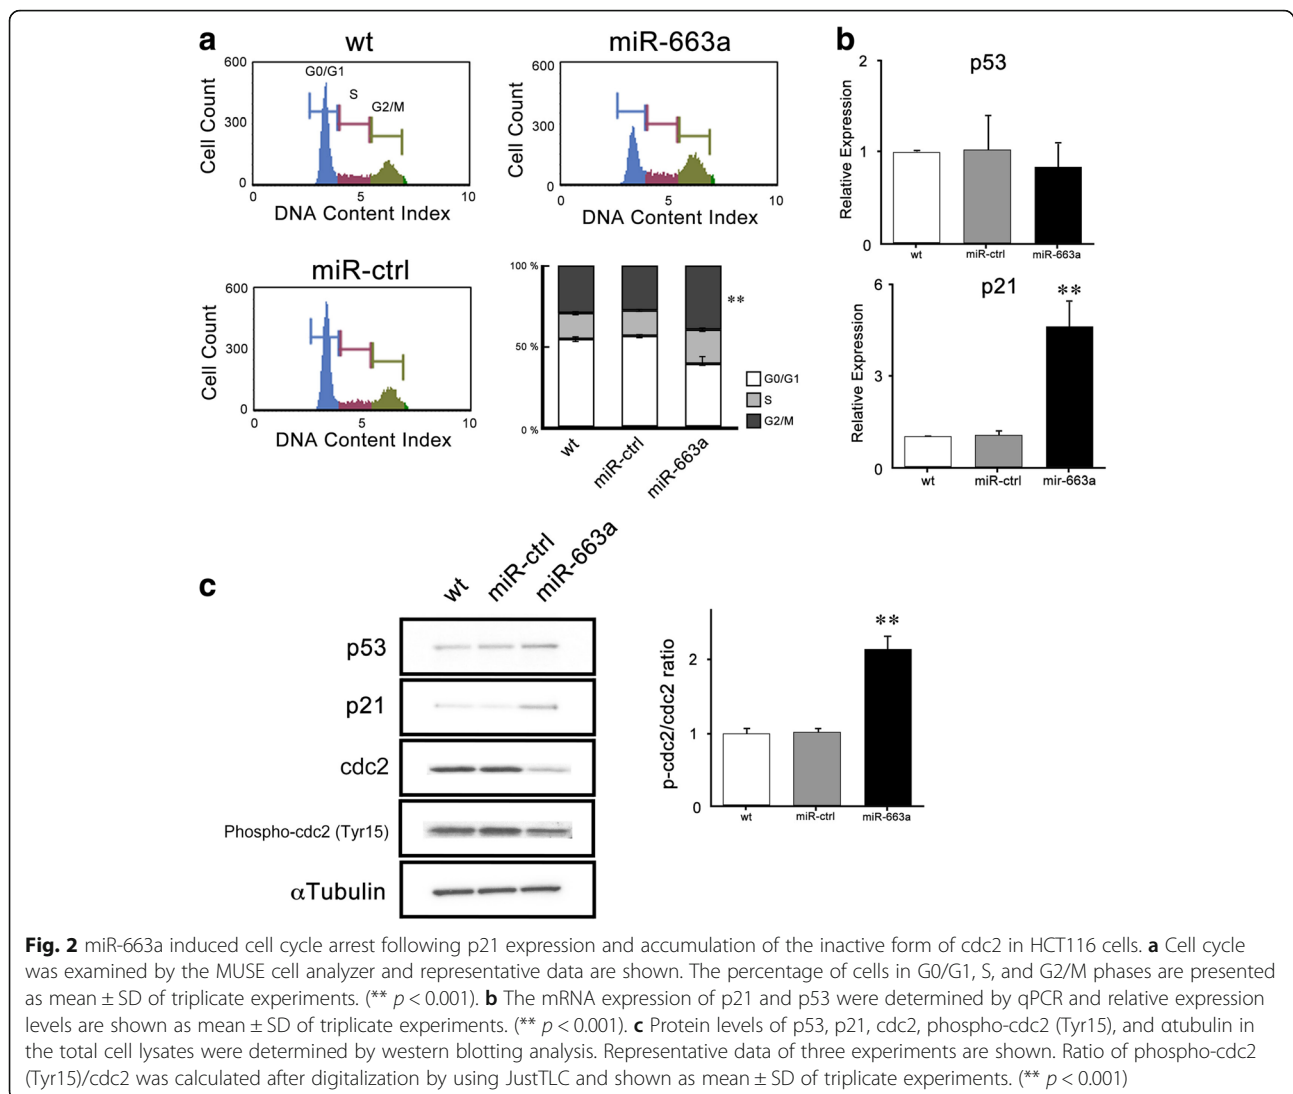 a
wt
600
300
0
Cell Count
G0/G1
S
G2/M
0 5 10
DNA Content Index
miR-663a
600
300
0
Cell Count
0 5 10
DNA Content Index
miR-ctrl
600
300
0
Cell Count
0 5 10
DNA Content Index
100 %
50 %
0 %
**
wt
miR-ctrl
miR-663a
G0/G1
S
G2/M
b
p53
2
1
0
Relative Expression
wt miR-ctrl miR-663a
p21
6
3
0
Relative Expression
**
wt miR-ctrl mir-663a
c
wt
miR-ctrl
miR-663a
p53
p21
cdc2
Phospho-cdc2 (Tyr15)
αTubulin
p-cdc2/cdc2 ratio
2
1
0
**
wt miR-ctrl miR-663a
Fig. 2 miR-663a induced cell cycle arrest following p21 expression and accumulation of the inactive form of cdc2 in HCT116 cells. a Cell cycle
was examined by the MUSE cell analyzer and representative data are shown. The percentage of cells in G0/G1, S, and G2/M phases are presented
as mean ± SD of triplicate experiments. (** p < 0.001). b The mRNA expression of p21 and p53 were determined by qPCR and relative expression
levels are shown as mean ± SD of triplicate experiments. (** p < 0.001). c Protein levels of p53, p21, cdc2, phospho-cdc2 (Tyr15), and αtubulin in
the total cell lysates were determined by western blotting analysis. Representative data of three experiments are shown. Ratio of phospho-cdc2
(Tyr15)/cdc2 was calculated after digitalization by using JustTLC and shown as mean ± SD of triplicate experiments. (** p < 0.001)